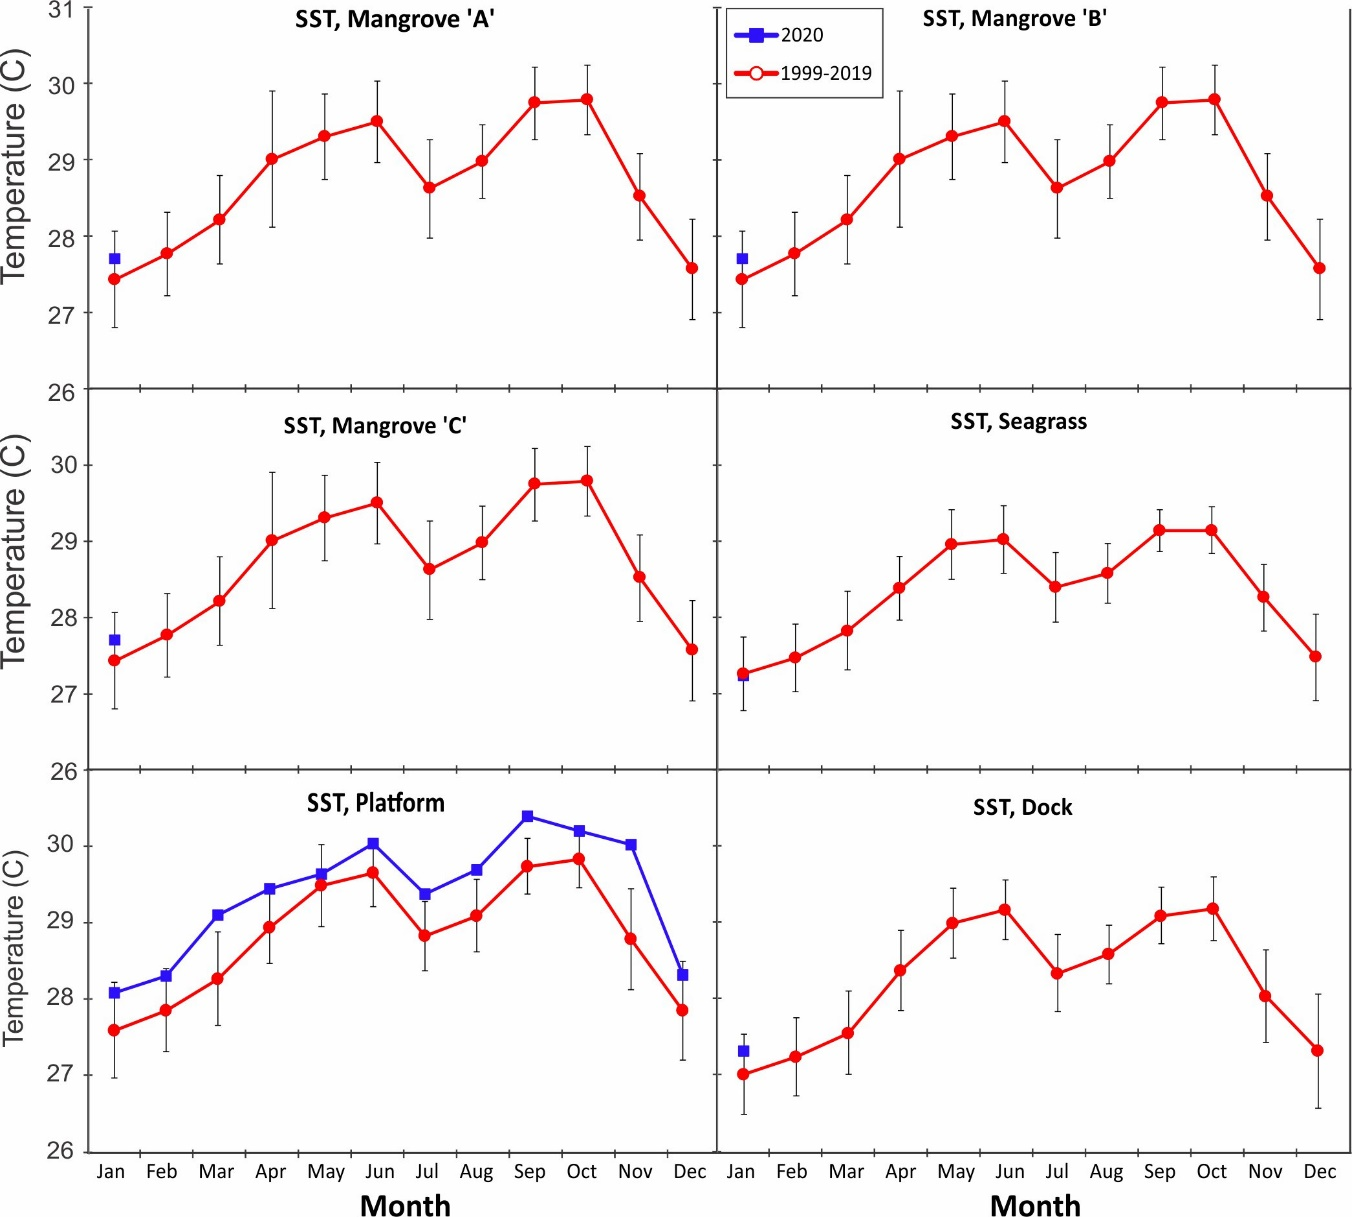 SST, Mangrove 'A'
SST, Mangrove 'B'
2020
1999-2019
31
30
29
28
27
26
Temperature (C)
SST, Mangrove 'C'
SST, Seagrass
30
29
28
27
26
Temperature (C)
SST, Platform
SST, Dock
30
29
28
27
26
Temperature (C)
Jan Feb Mar Apr May Jun Jul Aug Sep Oct Nov Dec
Jan Feb Mar Apr May Jun Jul Aug Sep Oct Nov Dec
Month
Month